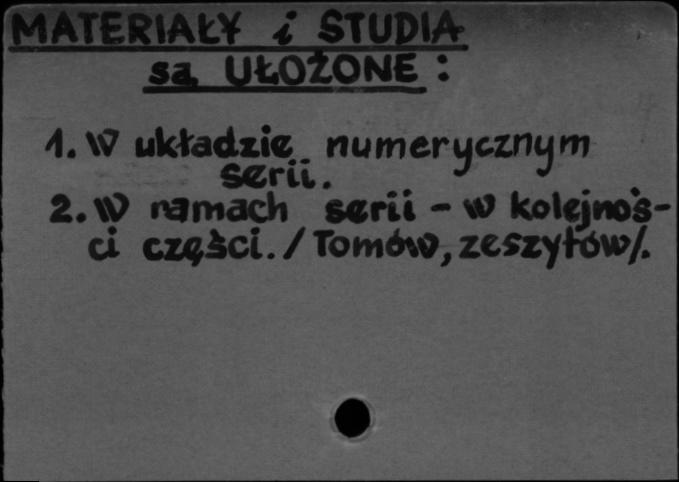 MATERIAŁY i STUDIA
są UŁOŻONE :
1. W układzie numerycznym
serii.
2. W ramach serii - w kolejnoś-
ci części. / Tomów, zeszytów/.